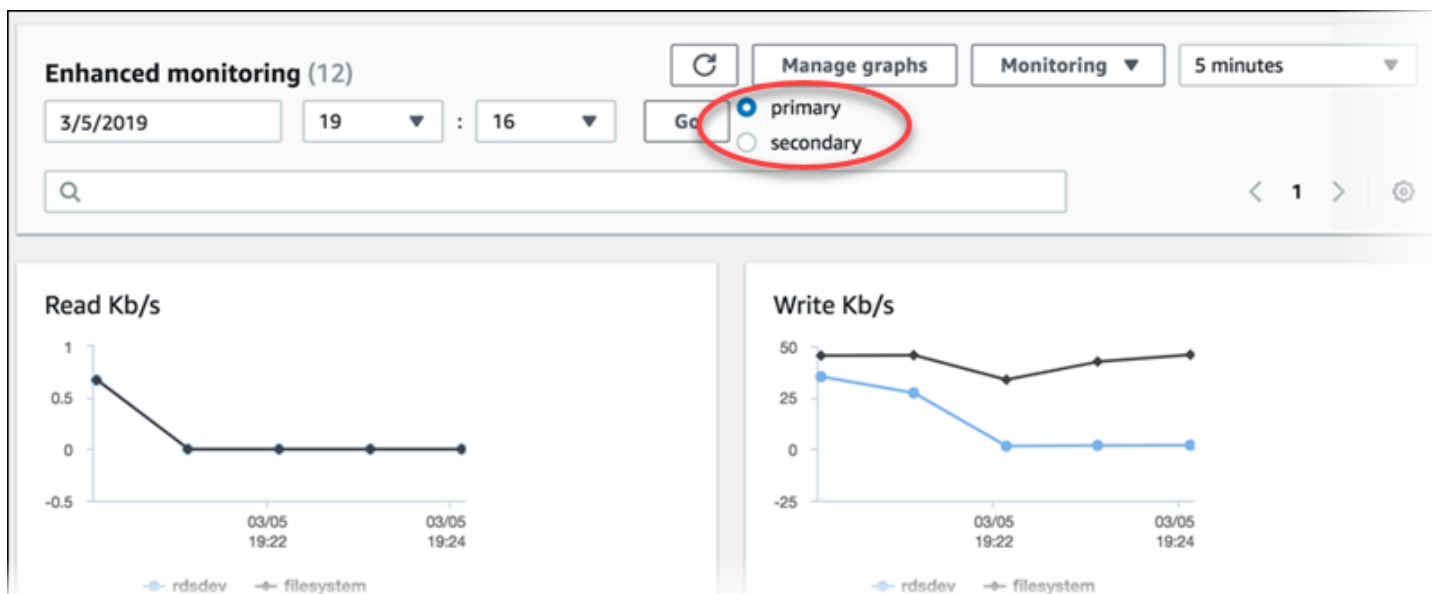 Enhanced monitoring (12)
Manage graphs
Monitoring
5 minutes
3/5/2019
19
:
16
Go
primary
secondary
1
Read Kb/s
1
0.5
0
-0.5
03/05
19:22
03/05
19:24
rdsdev
filesystem
Write Kb/s
50
25
0
-25
03/05
19:22
03/05
19:24
rdsdev
filesystem